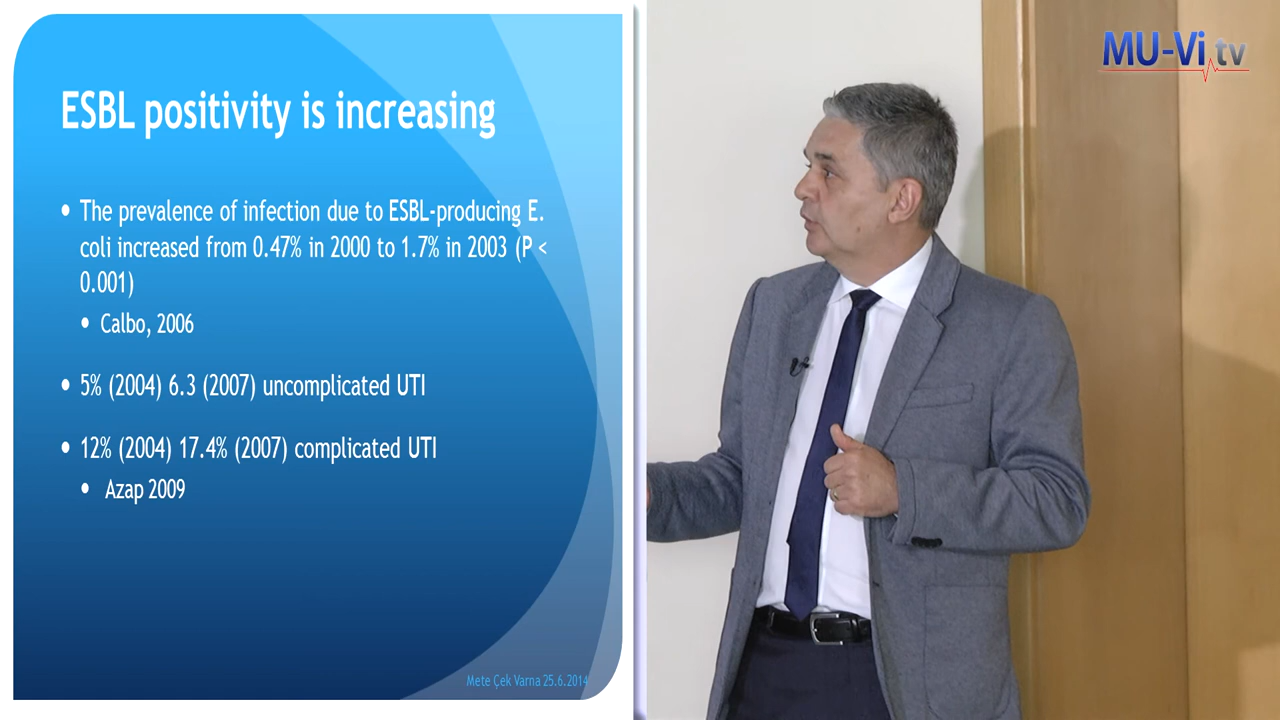 ESBL positivity is increasing
• The prevalence of infection due to ESBL-producing E.
coli increased from 0.47% in 2000 to 1.7% in 2003 (P <
0.001)
• Calbo, 2006
• 5% (2004) 6.3 (2007) uncomplicated UTI
• 12% (2004) 17.4% (2007) complicated UTI
• Azap 2009
Mete Çek Varna 25.6.2014
MU-Vi.tv